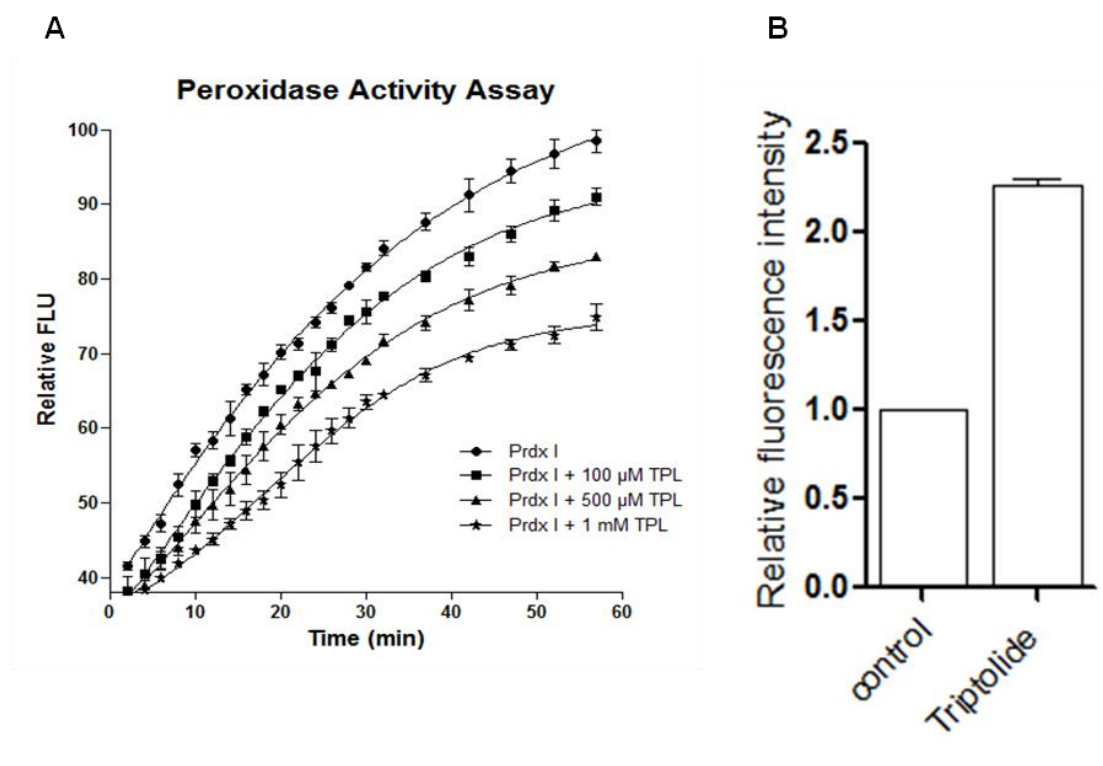 A
B
Peroxidase Activity Assay
Relative FLU
100
90
80
70
60
50
40
0 10 20 30 40 50 60
Time (min)
Prdx I
Prdx I + 100 µM TPL
Prdx I + 500 µM TPL
Prdx I + 1 mM TPL
Relative fluorescence intensity
2.5
2.0
1.5
1.0
0.5
0.0
control
Triptolide